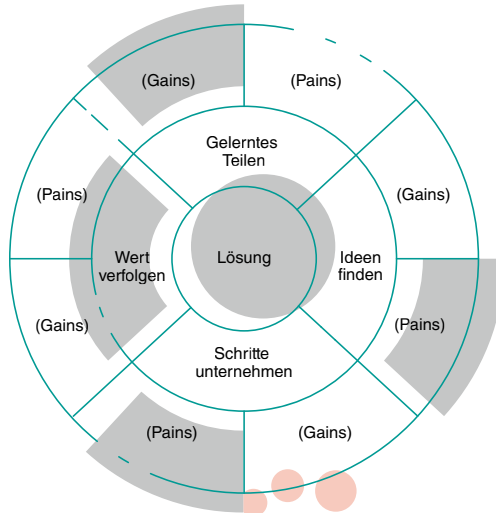 (Gains)
(Pains)
Gelerntes
Teilen
(Pains)
(Gains)
Wert
verfolgen
Lösung
Ideen
finden
(Gains)
(Pains)
Schritte
unternehmen
(Pains)
(Gains)